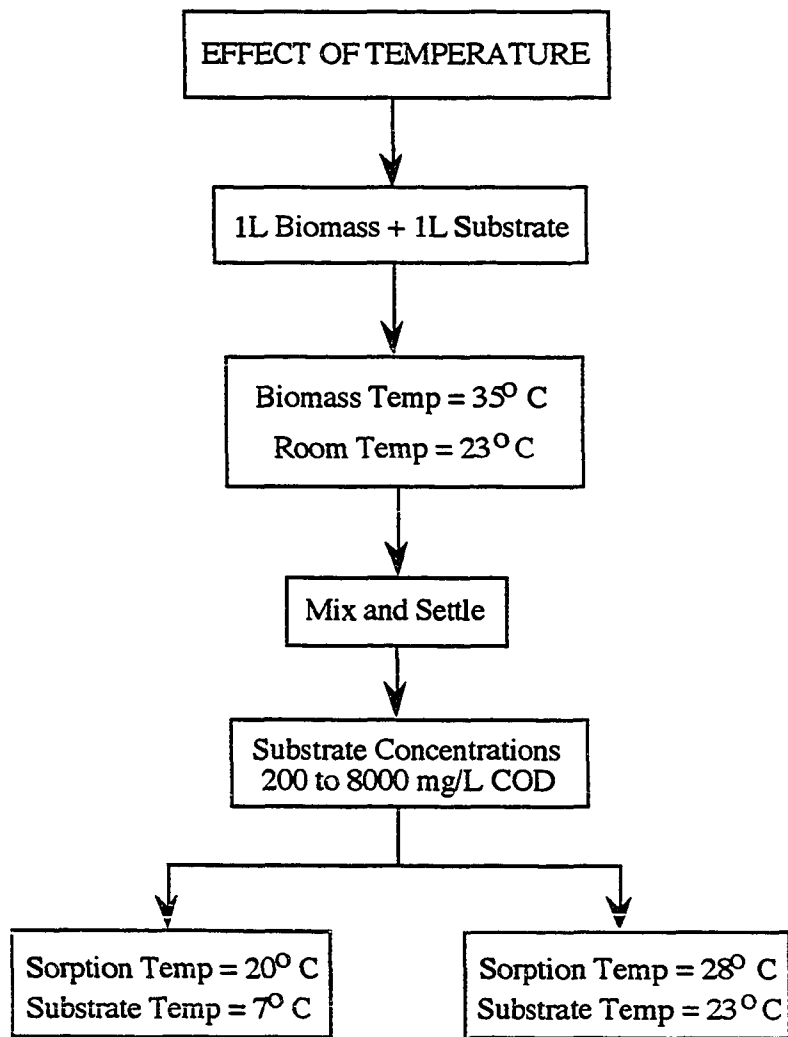 EFFECT OF TEMPERATURE
1L Biomass + 1L Substrate
Biomass Temp = 35° C
Room Temp = 23° C
Mix and Settle
Substrate Concentrations
200 to 8000 mg/L COD
Sorption Temp = 20° C
Substrate Temp = 7° C
Sorption Temp = 28° C
Substrate Temp = 23° C